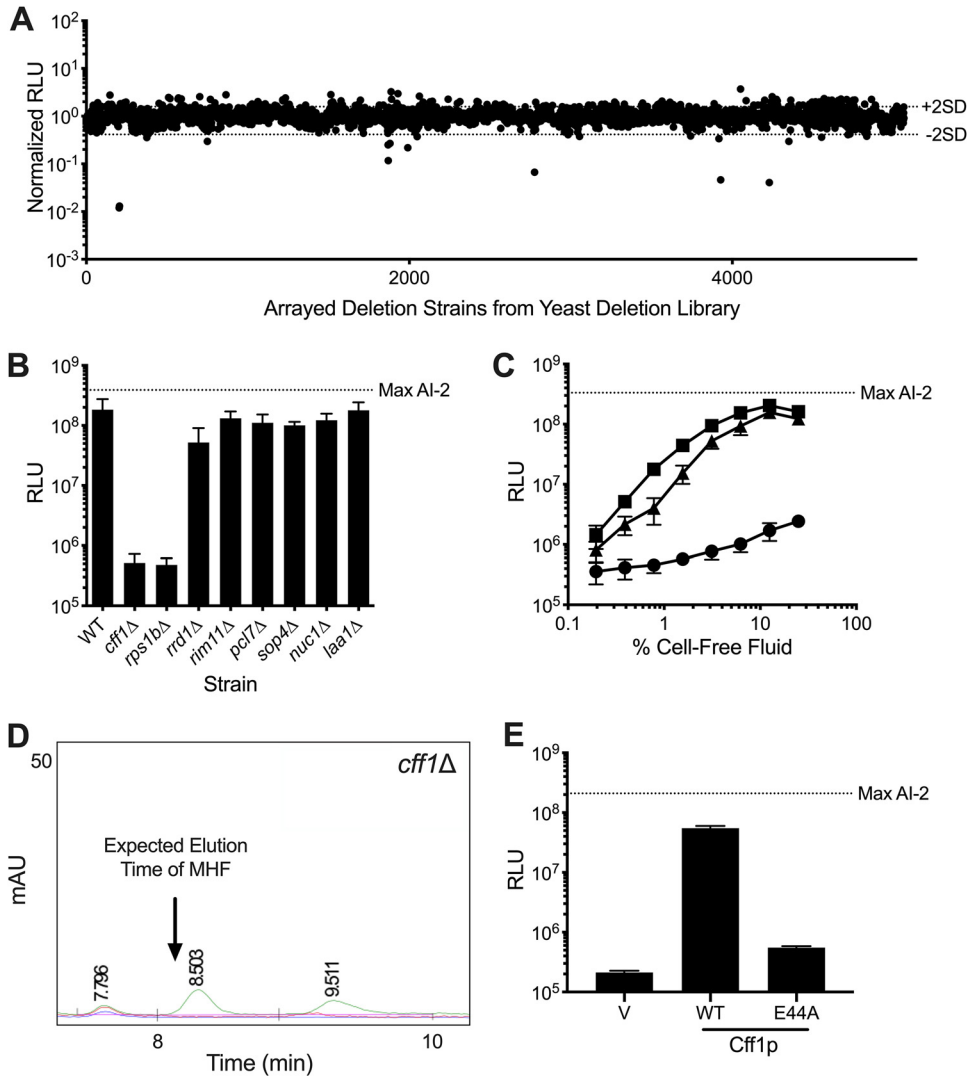 A
10²
10¹
10⁰
10⁻¹
10⁻²
10⁻³
Normalized RLU
+2SD
-2SD
0 2000 4000
Arrayed Deletion Strains from Yeast Deletion Library
B
10⁹
10⁸
10⁷
10⁶
10⁵
RLU
Max AI-2
WT cff1Δ rps1bΔ rrd1Δ rim11Δ pcl7Δ sop4Δ nuc1Δ laa1Δ
Strain
C
10⁹
10⁸
10⁷
10⁶
10⁵
RLU
Max AI-2
0.1 1 10 100
% Cell-Free Fluid
D
50
mAU
cff1Δ
Expected Elution
Time of MHF
7.796
8.503
9.511
8 10
Time (min)
E
10⁹
10⁸
10⁷
10⁶
10⁵
RLU
Max AI-2
V WT E44A
Cff1p